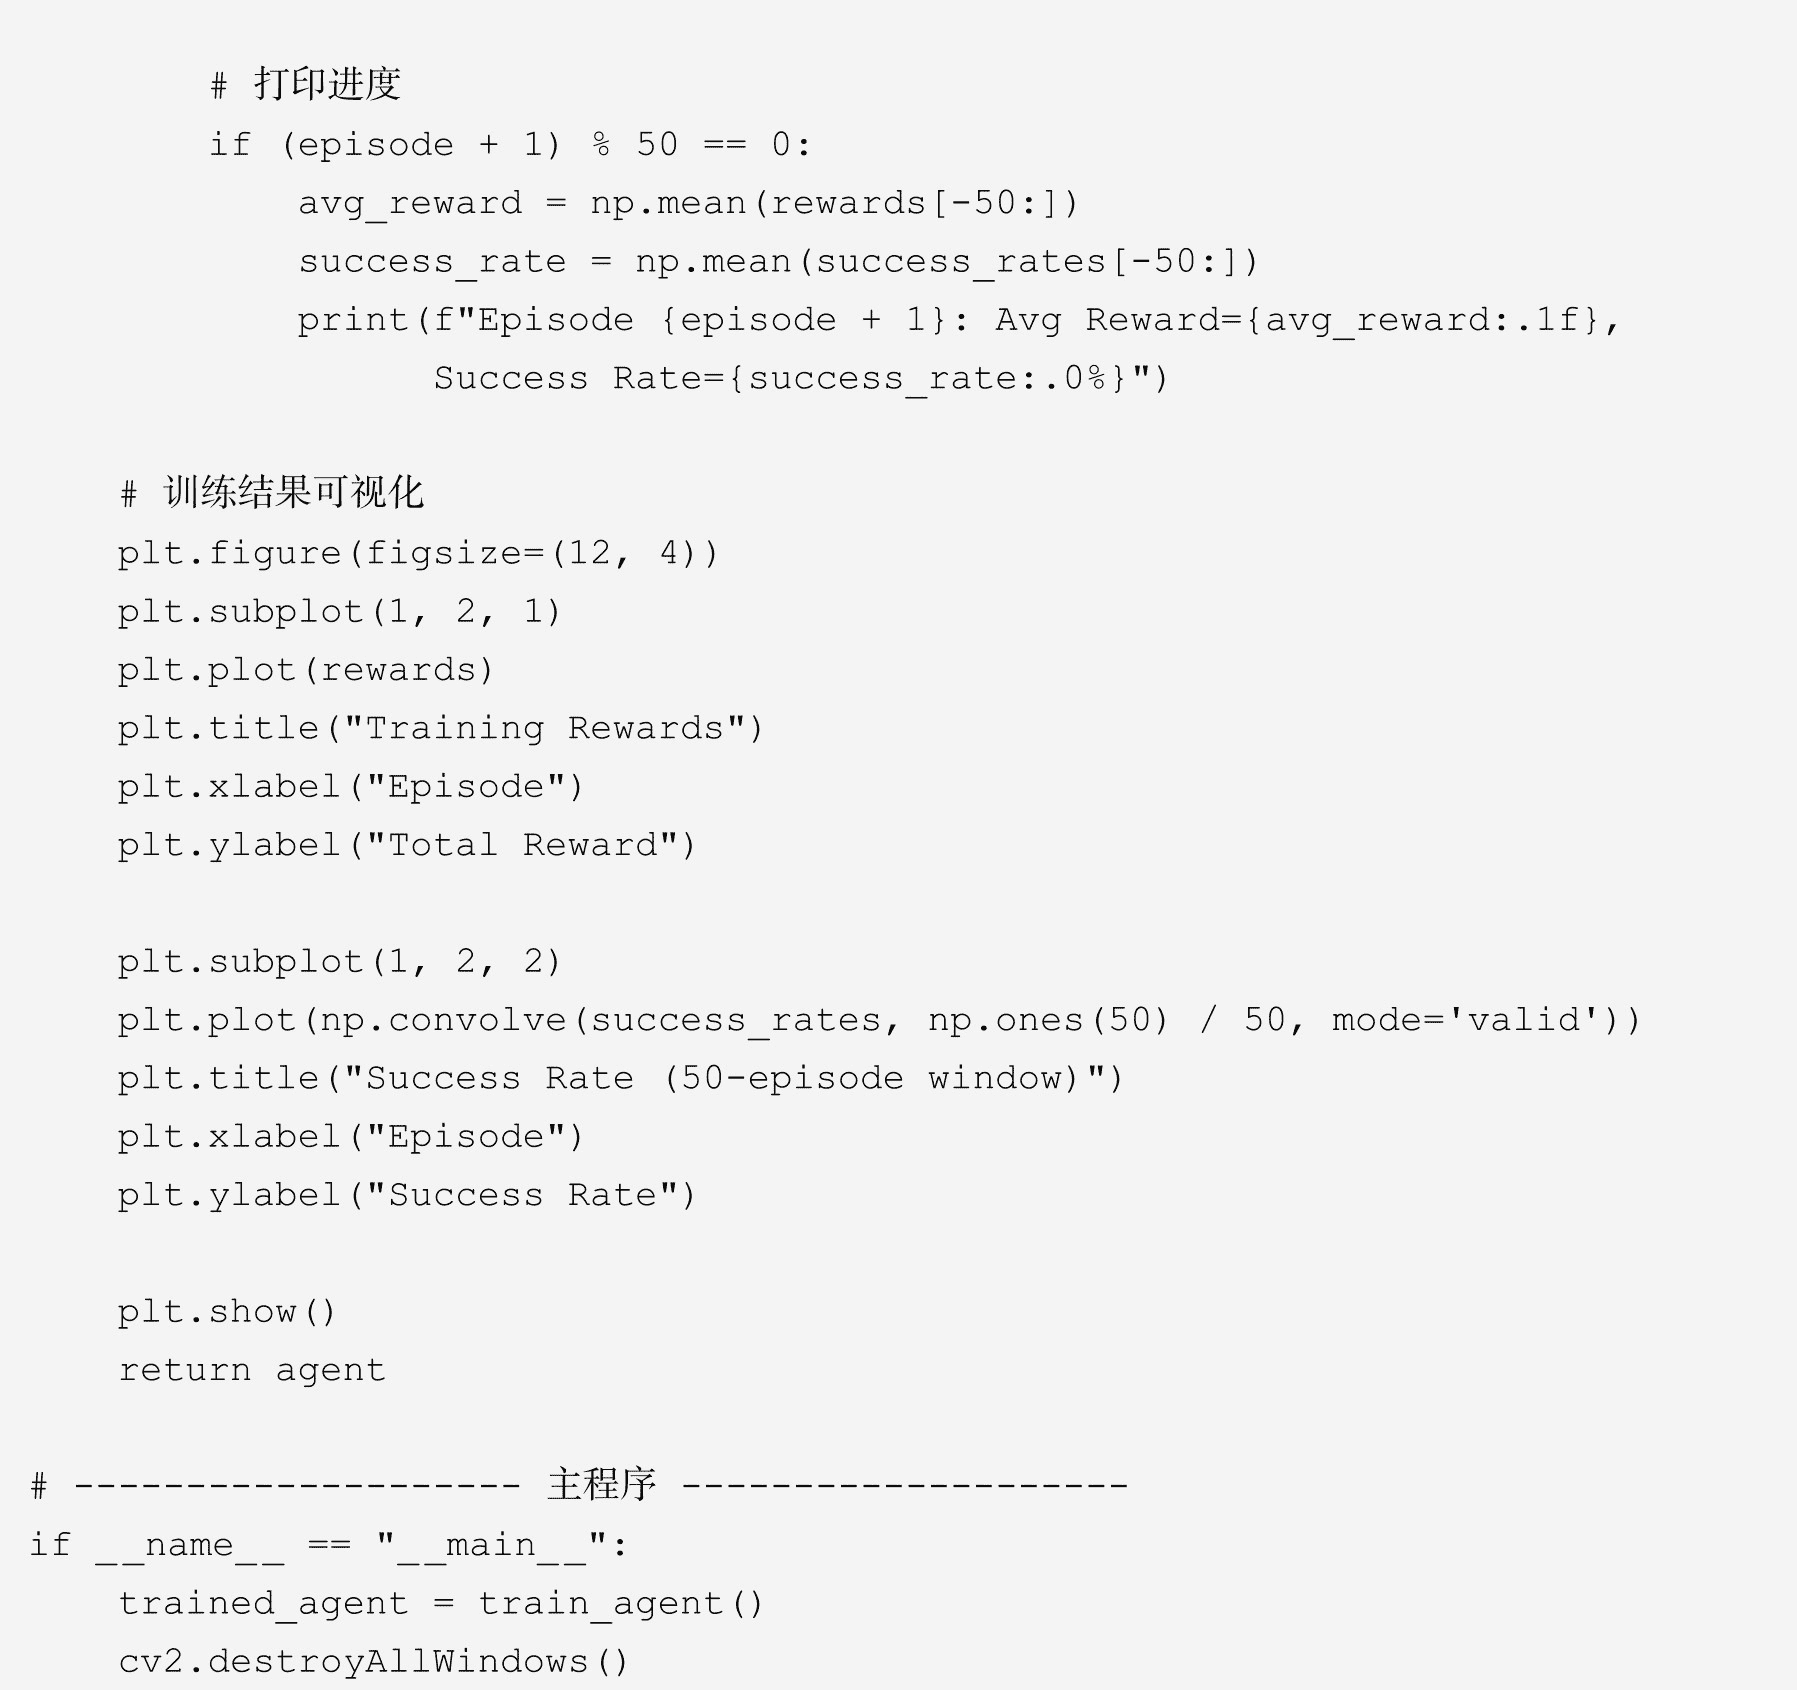 # 打印进度
if (episode + 1) % 50 == 0:
avg_reward = np.mean(rewards[-50:])
success_rate = np.mean(success_rates[-50:])
print(f"Episode {episode + 1}: Avg Reward={avg_reward:.1f},
Success Rate={success_rate:.0%}")
# 训练结果可视化
plt.figure(figsize=(12, 4))
plt.subplot(1, 2, 1)
plt.plot(rewards)
plt.title("Training Rewards")
plt.xlabel("Episode")
plt.ylabel("Total Reward")
plt.subplot(1, 2, 2)
plt.plot(np.convolve(success_rates, np.ones(50) / 50, mode='valid'))
plt.title("Success Rate (50-episode window)")
plt.xlabel("Episode")
plt.ylabel("Success Rate")
plt.show()
return agent
# -------------------- 主程序 --------------------
if __name__ == "__main__":
trained_agent = train_agent()
cv2.destroyAllWindows()